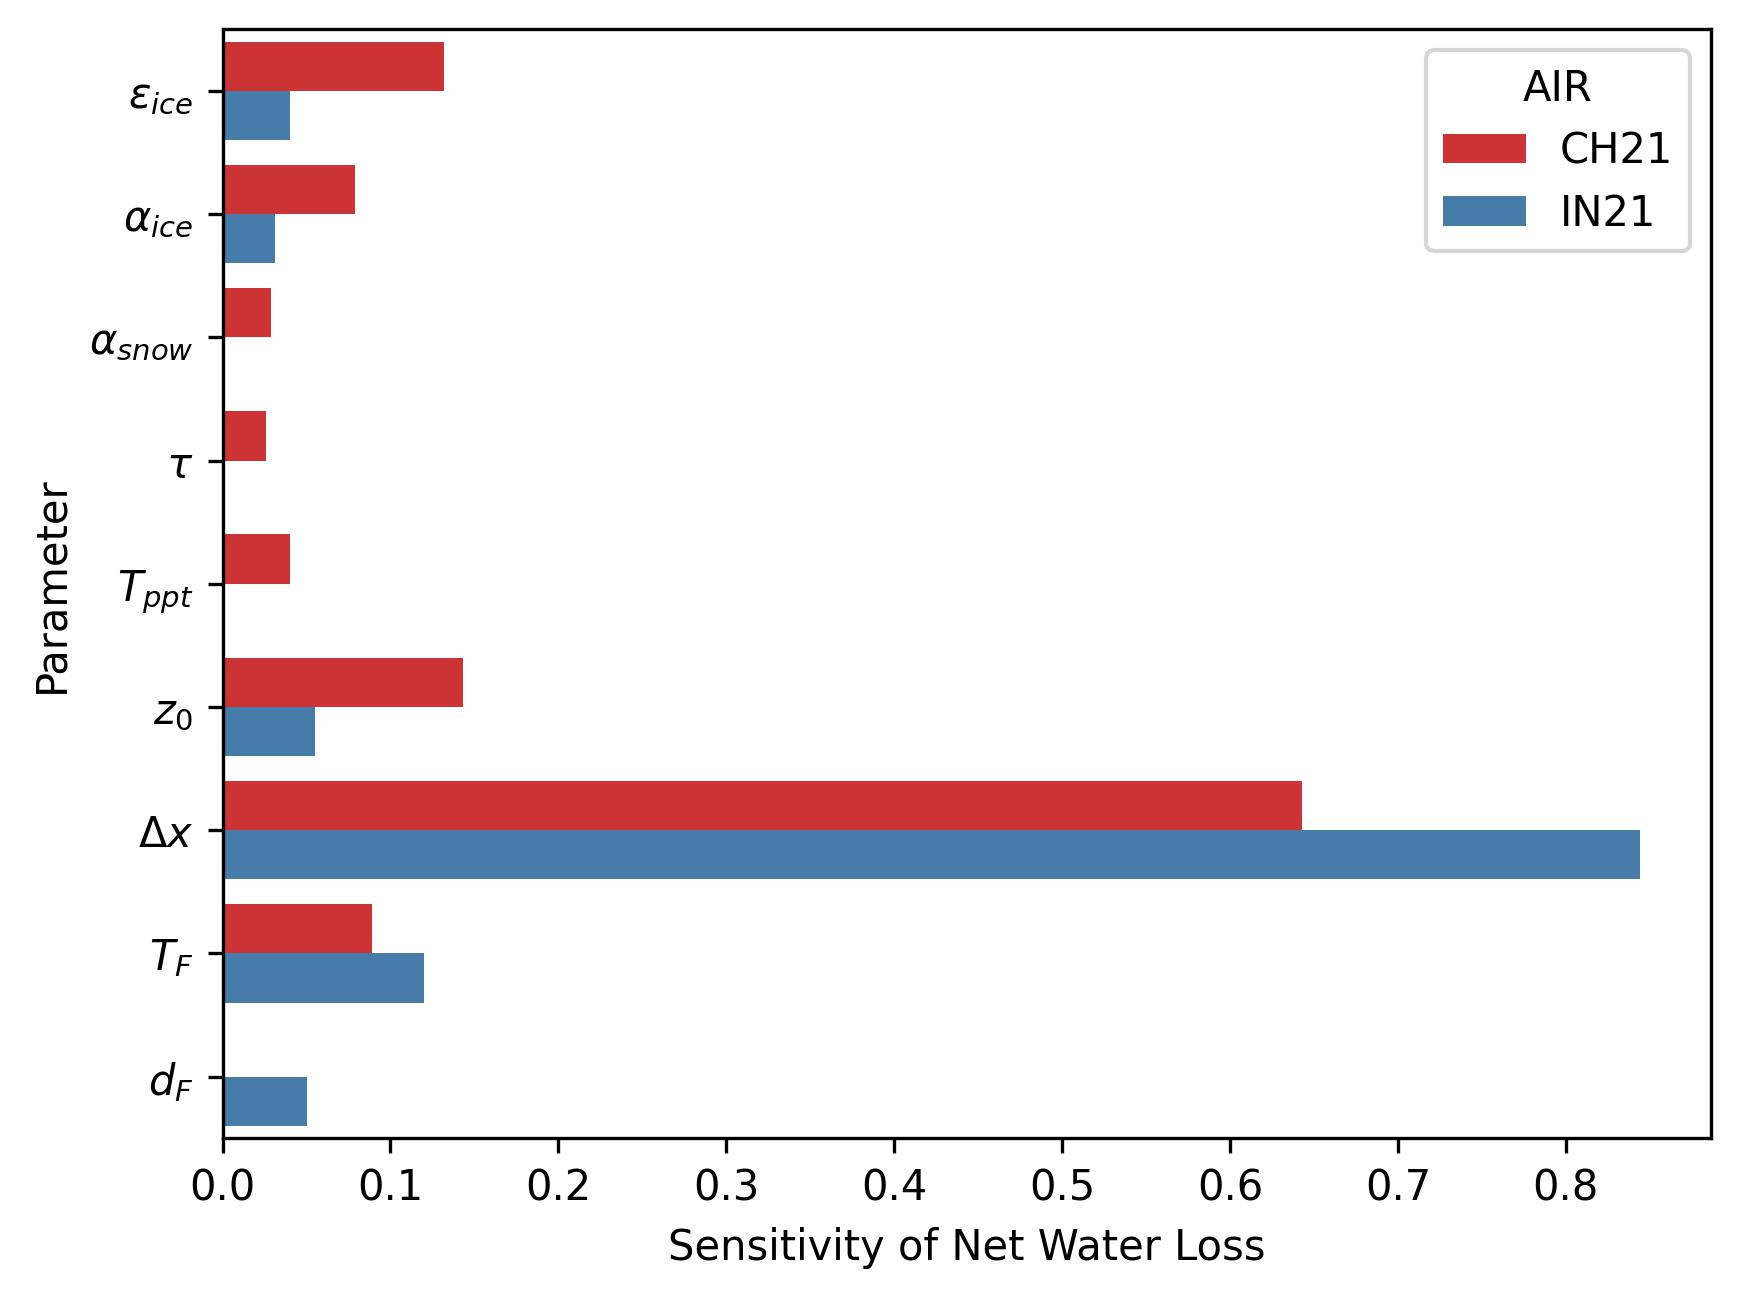 AIR
CH21
IN21
ε_ice
α_ice
α_snow
τ
T_ppt
z_0
Δx
T_F
d_F
Parameter
0.0 0.1 0.2 0.3 0.4 0.5 0.6 0.7 0.8
Sensitivity of Net Water Loss